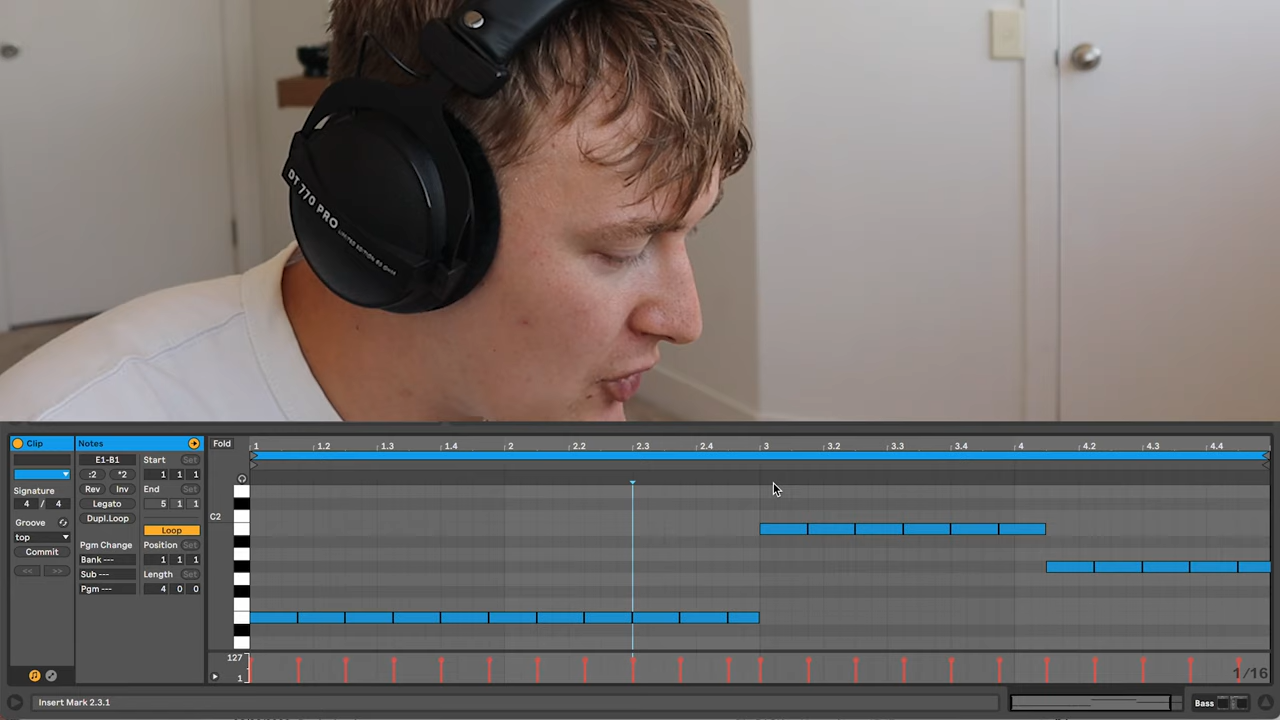 DT 770 PRO
LIMITED EDITION 80 OHM
Clip
Notes
Fold
1
1.2
1.3
1.4
2
2.2
2.3
2.4
3
3.2
3.3
3.4
4
4.2
4.3
4.4
E1-B1
Start
Set
:2
*2
1 1 1
Rev
Inv
End
Set
Signature
Legato
5 1 1
4 / 4
Dupl.Loop
C2
Groove
Loop
top
Pgm Change
Position
Set
Commit
Bank ---
1 1 1
<<
>>
Sub ---
Length
Set
Pgm ---
4 0 0
127
1
1/16
Insert Mark 2.3.1
Bass